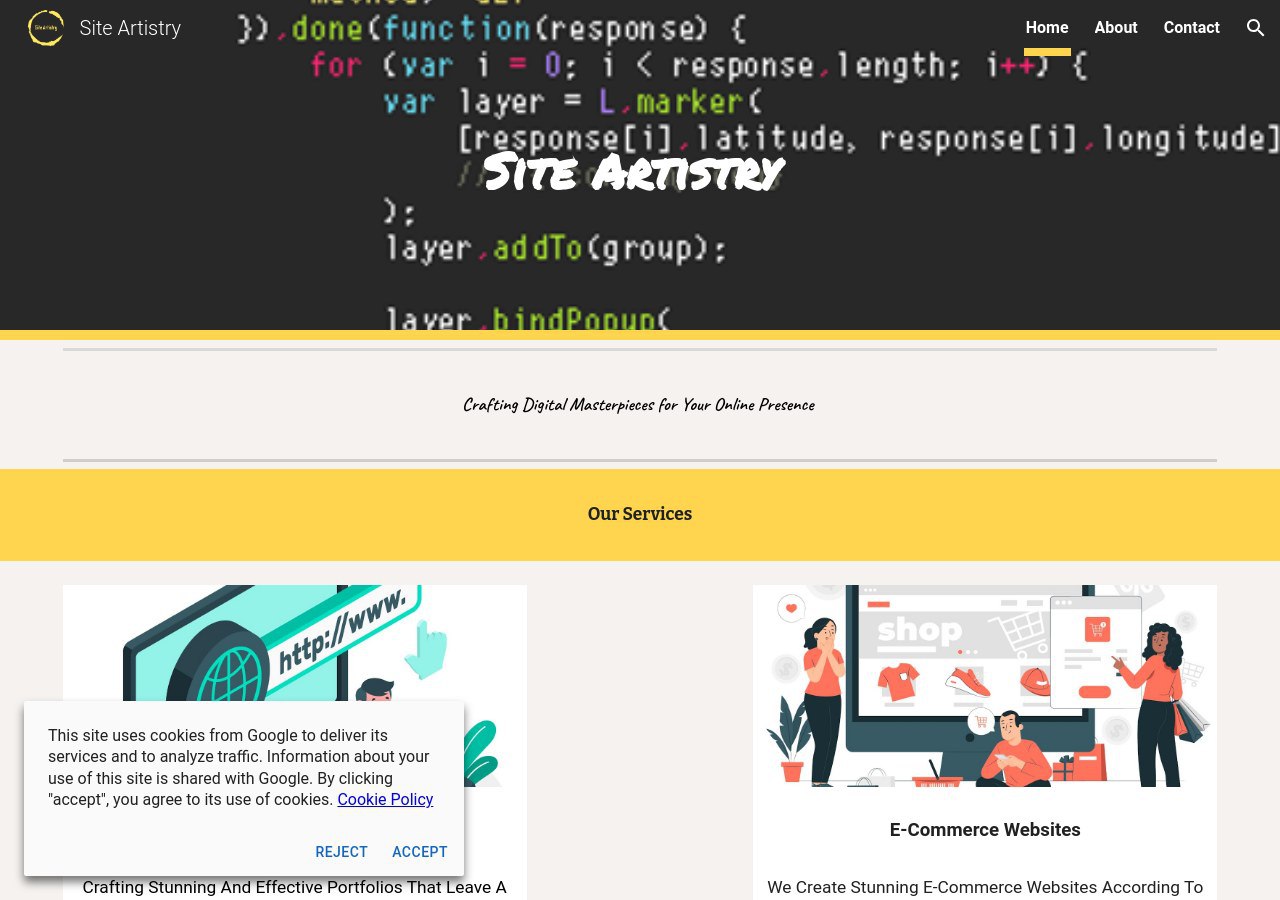 Site Artistry
Home
About
Contact
}).done(function(response) {
for (var i = 0; i < response.length; i++) {
var layer = L.marker(
[response[i].latitude, response[i].longitude]
Site Artistry
);
layer.addTo(group);
layer.bindPopup(
Crafting Digital Masterpieces for Your Online Presence
Our Services
http://www.
shop
This site uses cookies from Google to deliver its
services and to analyze traffic. Information about your
use of this site is shared with Google. By clicking
"accept", you agree to its use of cookies. Cookie Policy
REJECT
ACCEPT
E-Commerce Websites
Crafting Stunning And Effective Portfolios That Leave A
We Create Stunning E-Commerce Websites According To